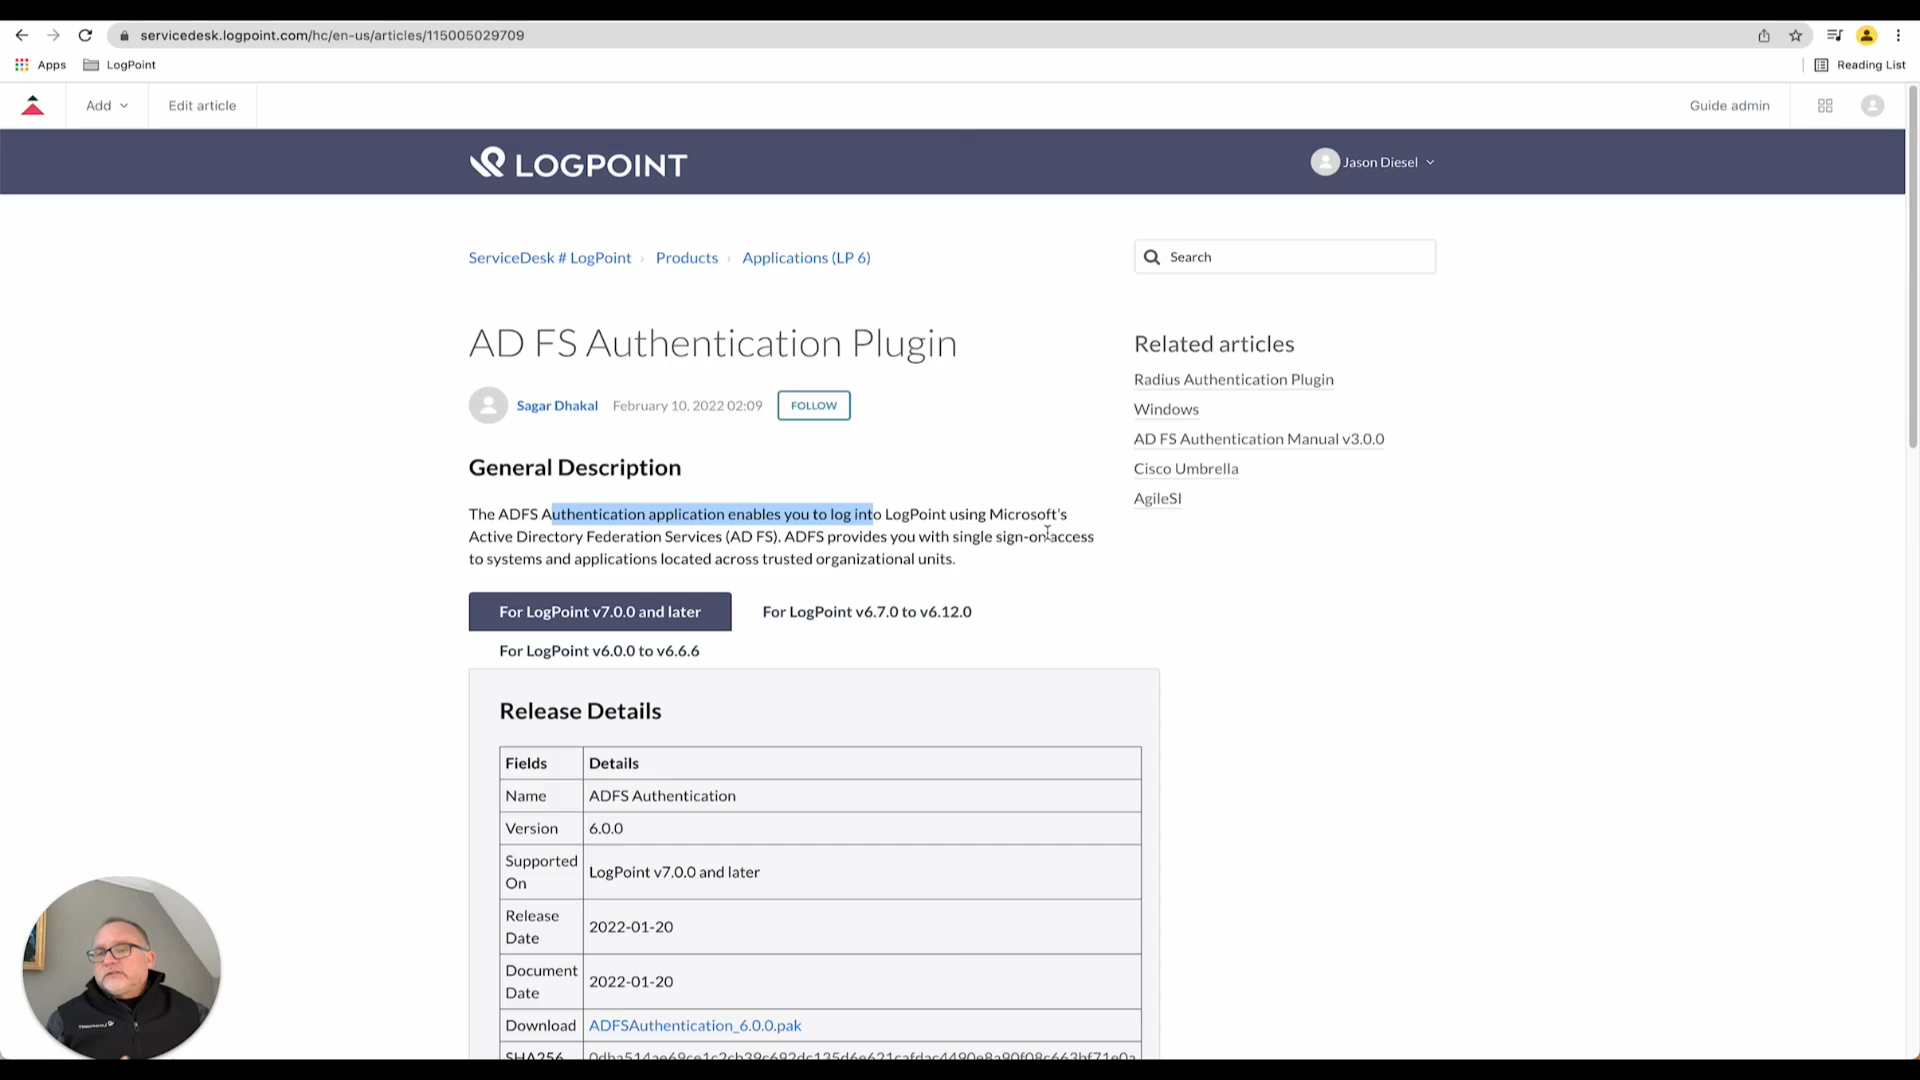 servicedesk.logpoint.com/hc/en-us/articles/115005029709
Apps LogPoint Reading List
Add Edit article Guide admin
LOGPOINT Jason Diesel
ServiceDesk # LogPoint › Products › Applications (LP 6) Search
AD FS Authentication Plugin
Sagar Dhakal February 10, 2022 02:09 FOLLOW
General Description
The ADFS Authentication application enables you to log into LogPoint using Microsoft's
Active Directory Federation Services (AD FS). ADFS provides you with single sign-on access
to systems and applications located across trusted organizational units.
Related articles
Radius Authentication Plugin
Windows
AD FS Authentication Manual v3.0.0
Cisco Umbrella
AgileSI
For LogPoint v7.0.0 and later For LogPoint v6.7.0 to v6.12.0
For LogPoint v6.0.0 to v6.6.6
Release Details
Fields Details
Name ADFS Authentication
Version 6.0.0
Supported On LogPoint v7.0.0 and later
Release Date 2022-01-20
Document Date 2022-01-20
Download ADFSAuthentication_6.0.0.pak
SHA256